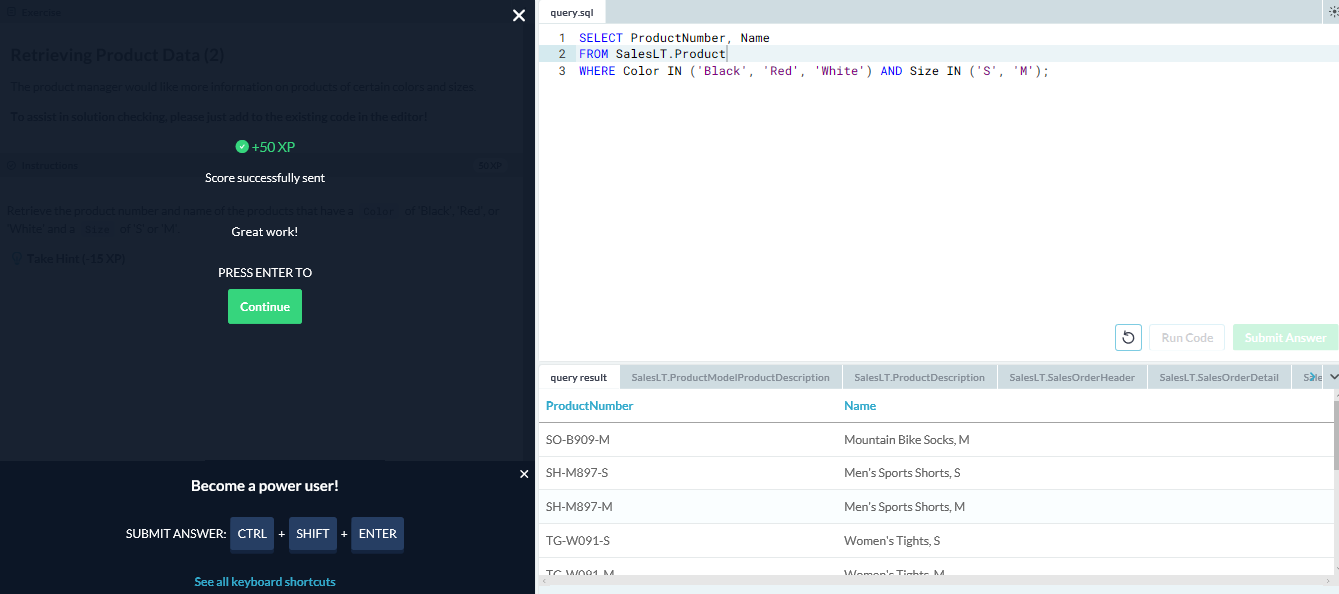 Exercise
Retrieving Product Data (2)
The product manager would like more information on products of certain colors and sizes.
To assist in solution checking, please just add to the existing code in the editor!
+50 XP
Instructions
50 XP
Score successfully sent
Retrieve the product number and name of the products that have a Color of 'Black', 'Red', or
'White' and a Size of 'S' or 'M'
Great work!
Take Hint (-15 XP)
PRESS ENTER TO
Continue
Become a power user!
SUBMIT ANSWER: CTRL + SHIFT + ENTER
See all keyboard shortcuts
query.sql
1 SELECT ProductNumber, Name
2 FROM SalesLT.Product
3 WHERE Color IN ('Black', 'Red', 'White') AND Size IN ('S', 'M');
Run Code
Submit Answer
query result
SalesLT.ProductModelProductDescription
SalesLT.ProductDescription
SalesLT.SalesOrderHeader
SalesLT.SalesOrderDetail
ProductNumber Name
SO-B909-M Mountain Bike Socks, M
SH-M897-S Men's Sports Shorts, S
SH-M897-M Men's Sports Shorts, M
TG-W091-S Women's Tights, S
TG-W091-M Women's Tights, M